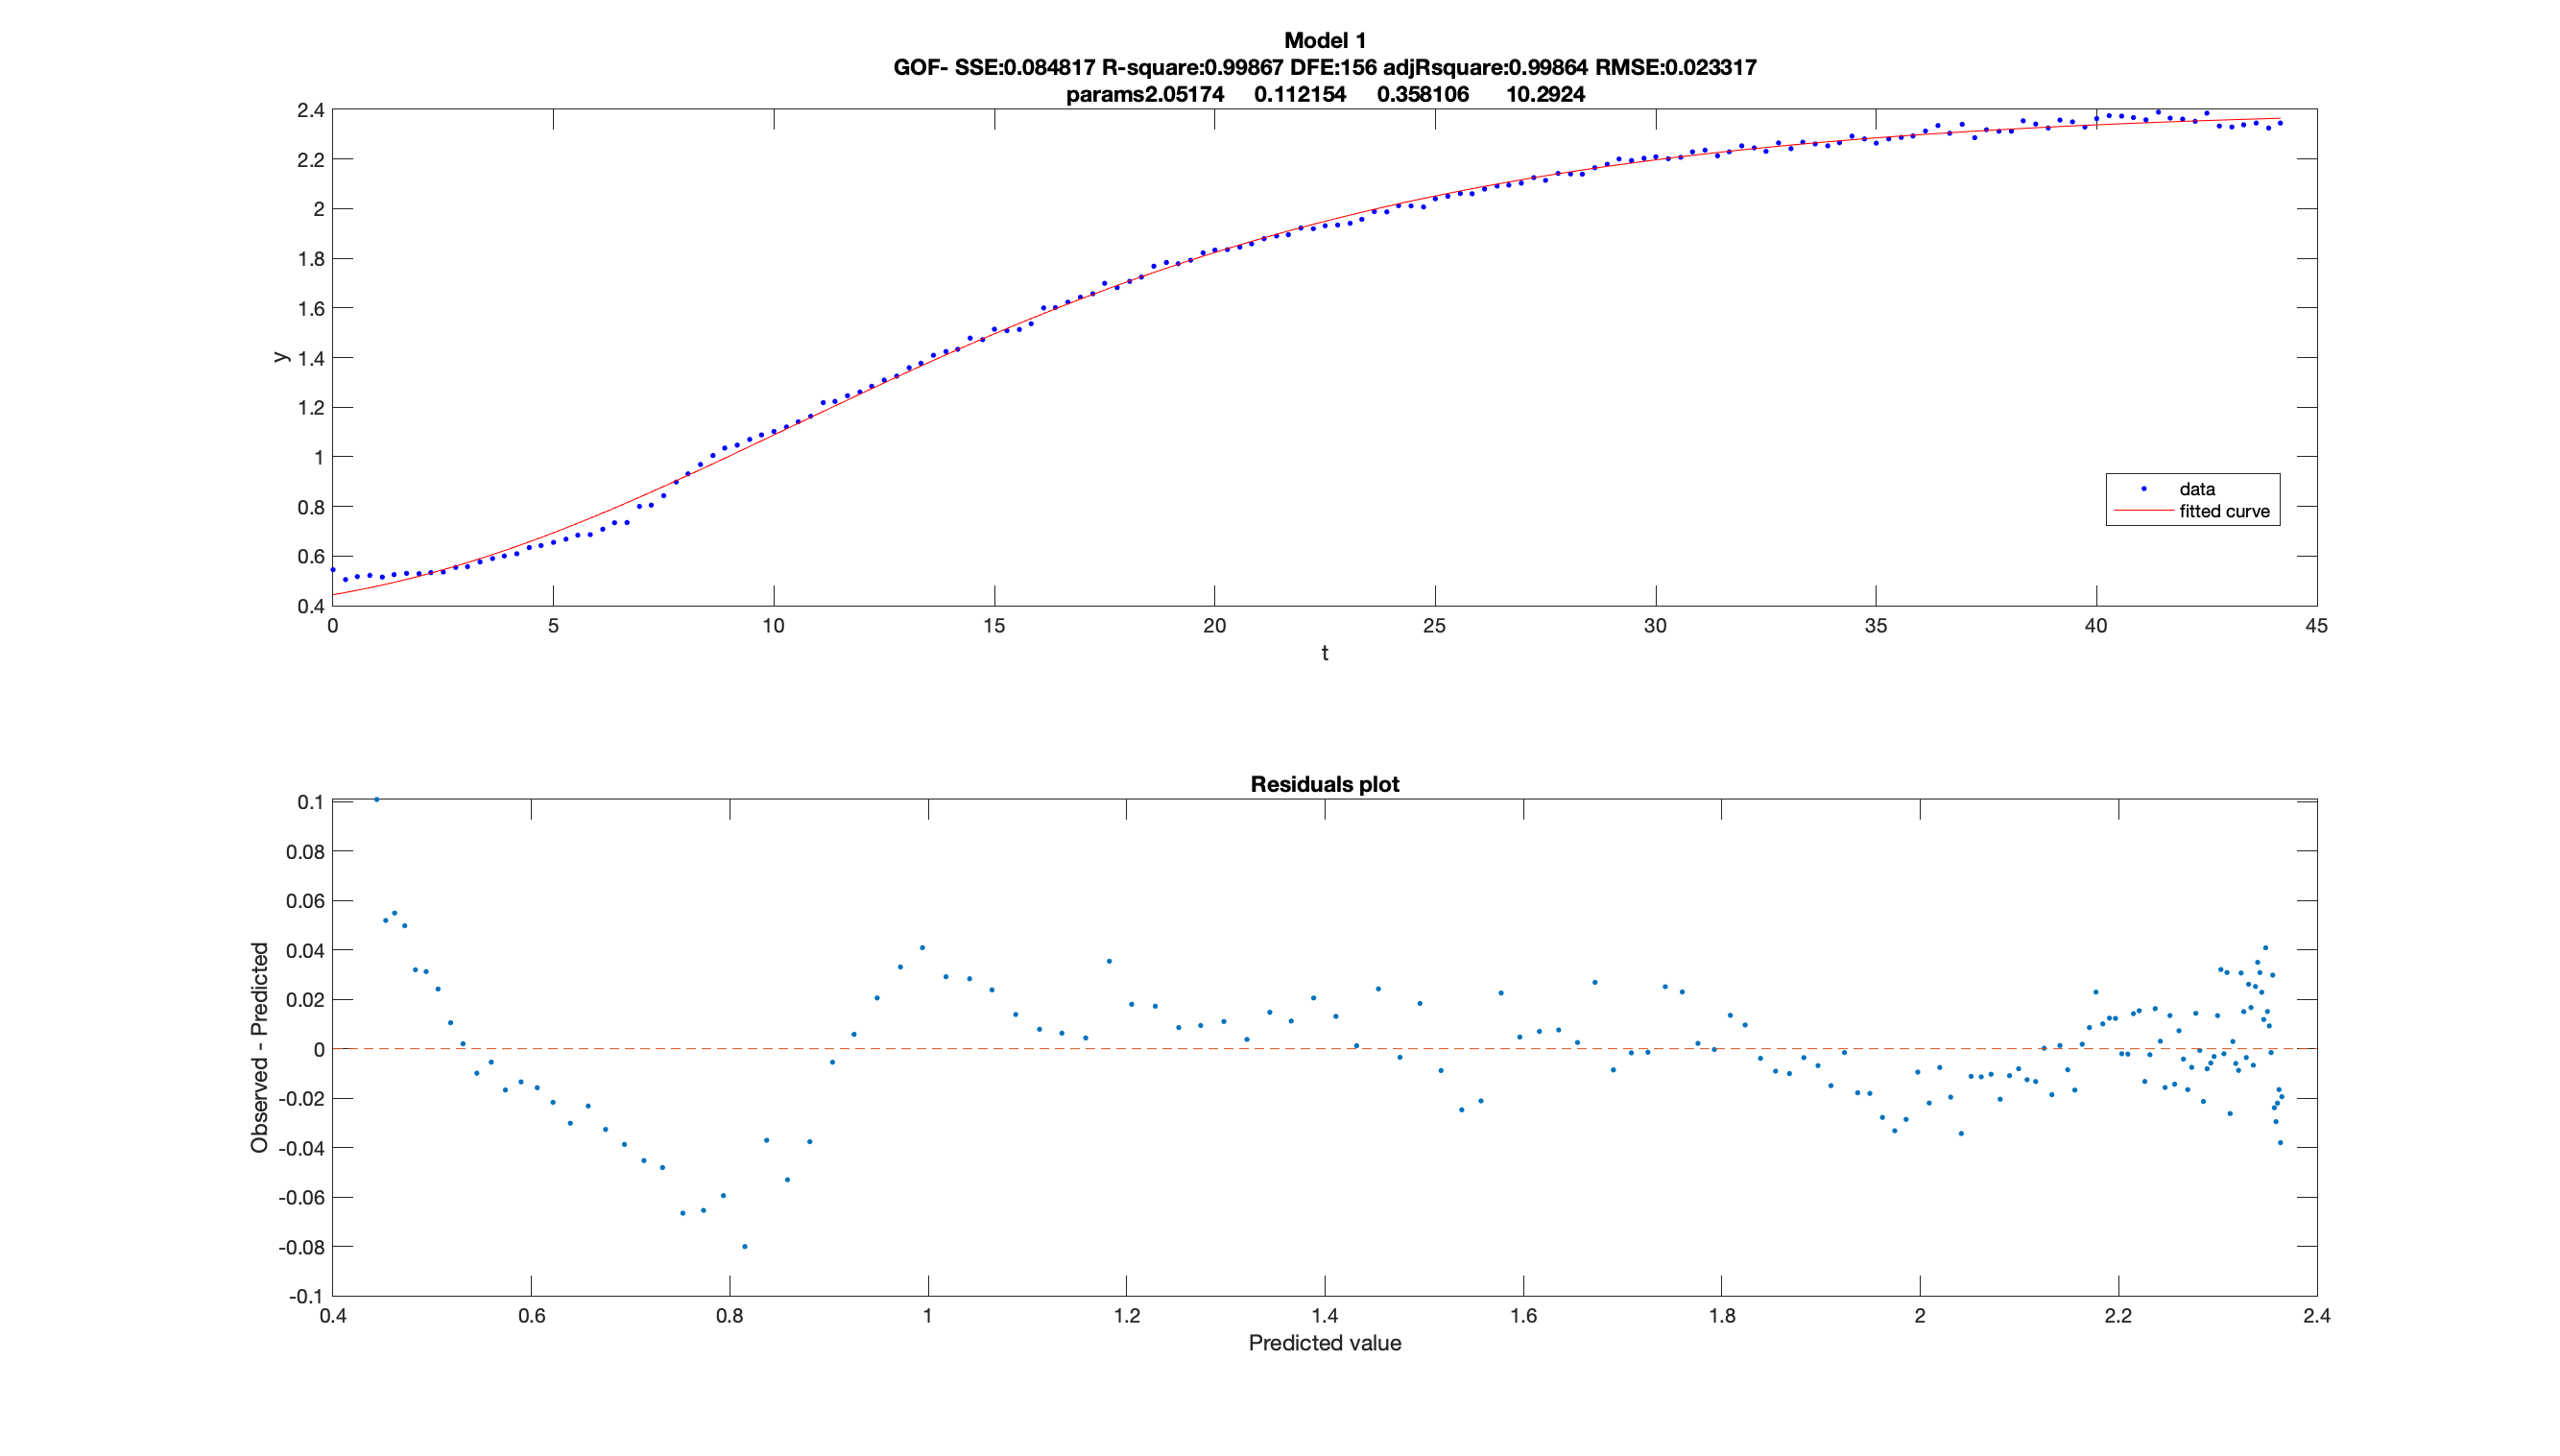 Model 1
GOF- SSE:0.084817 R-square:0.99867 DFE:156 adjRsquare:0.99864 RMSE:0.023317
params2.05174 0.112154 0.358106 10.2924
2.4
2.2
2
1.8
1.6
1.4
1.2
1
0.8
0.6
0.4
y
data
fitted curve
0 5 10 15 20 25 30 35 40 45
t
Residuals plot
0.1
0.08
0.06
0.04
0.02
0
-0.02
-0.04
-0.06
-0.08
-0.1
Observed - Predicted
0.4 0.6 0.8 1 1.2 1.4 1.6 1.8 2 2.2 2.4
Predicted value